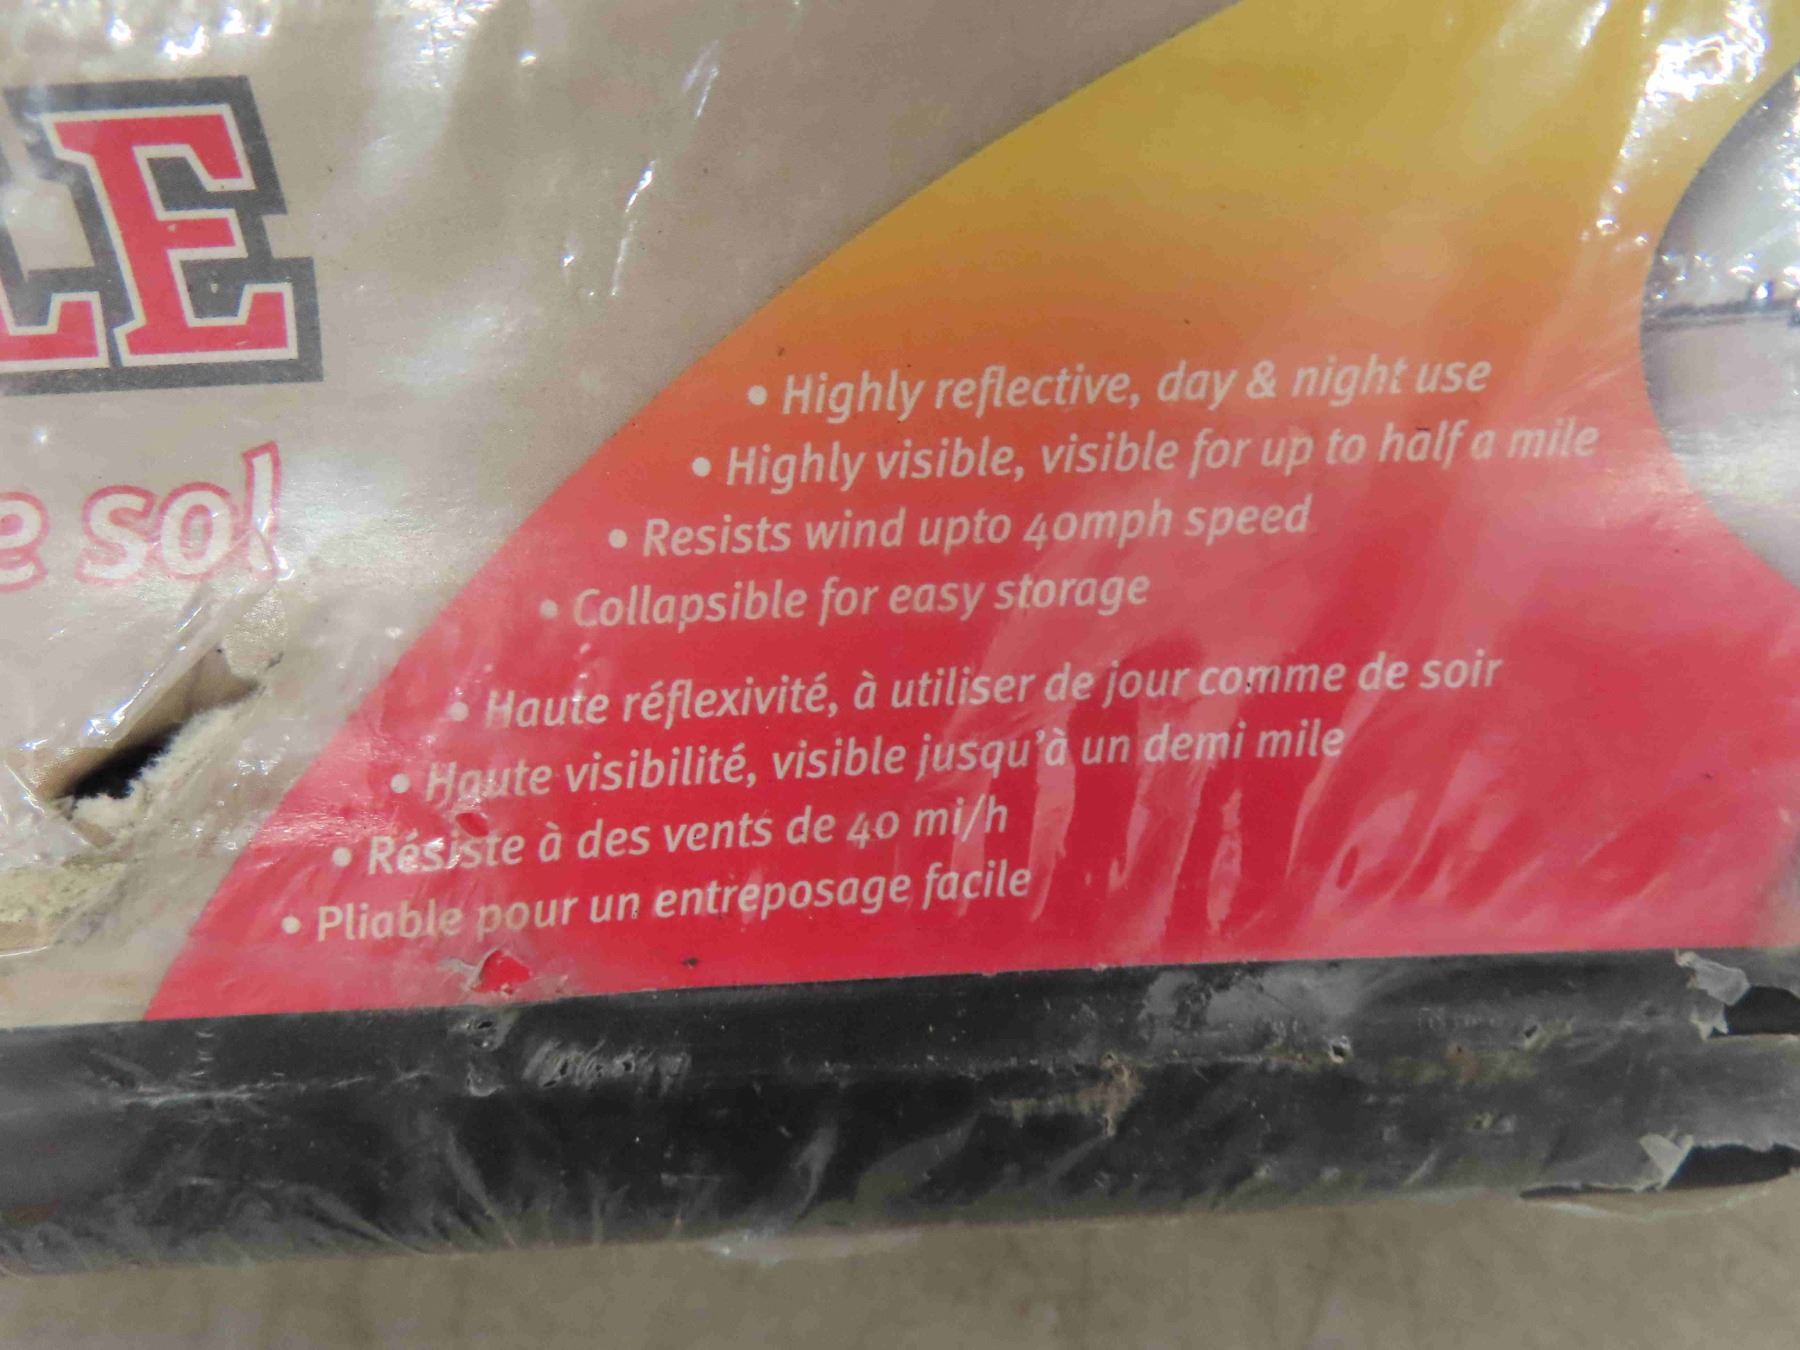 LE
e sol
• Highly reflective, day & night use
• Highly visible, visible for up to half a mile
• Resists wind upto 40mph speed
• Collapsible for easy storage
• Haute réflexivité, à utiliser de jour comme de soir
• Haute visibilité, visible jusqu'à un demi mile
• Résiste à des vents de 40 mi/h
• Pliable pour un entreposage facile